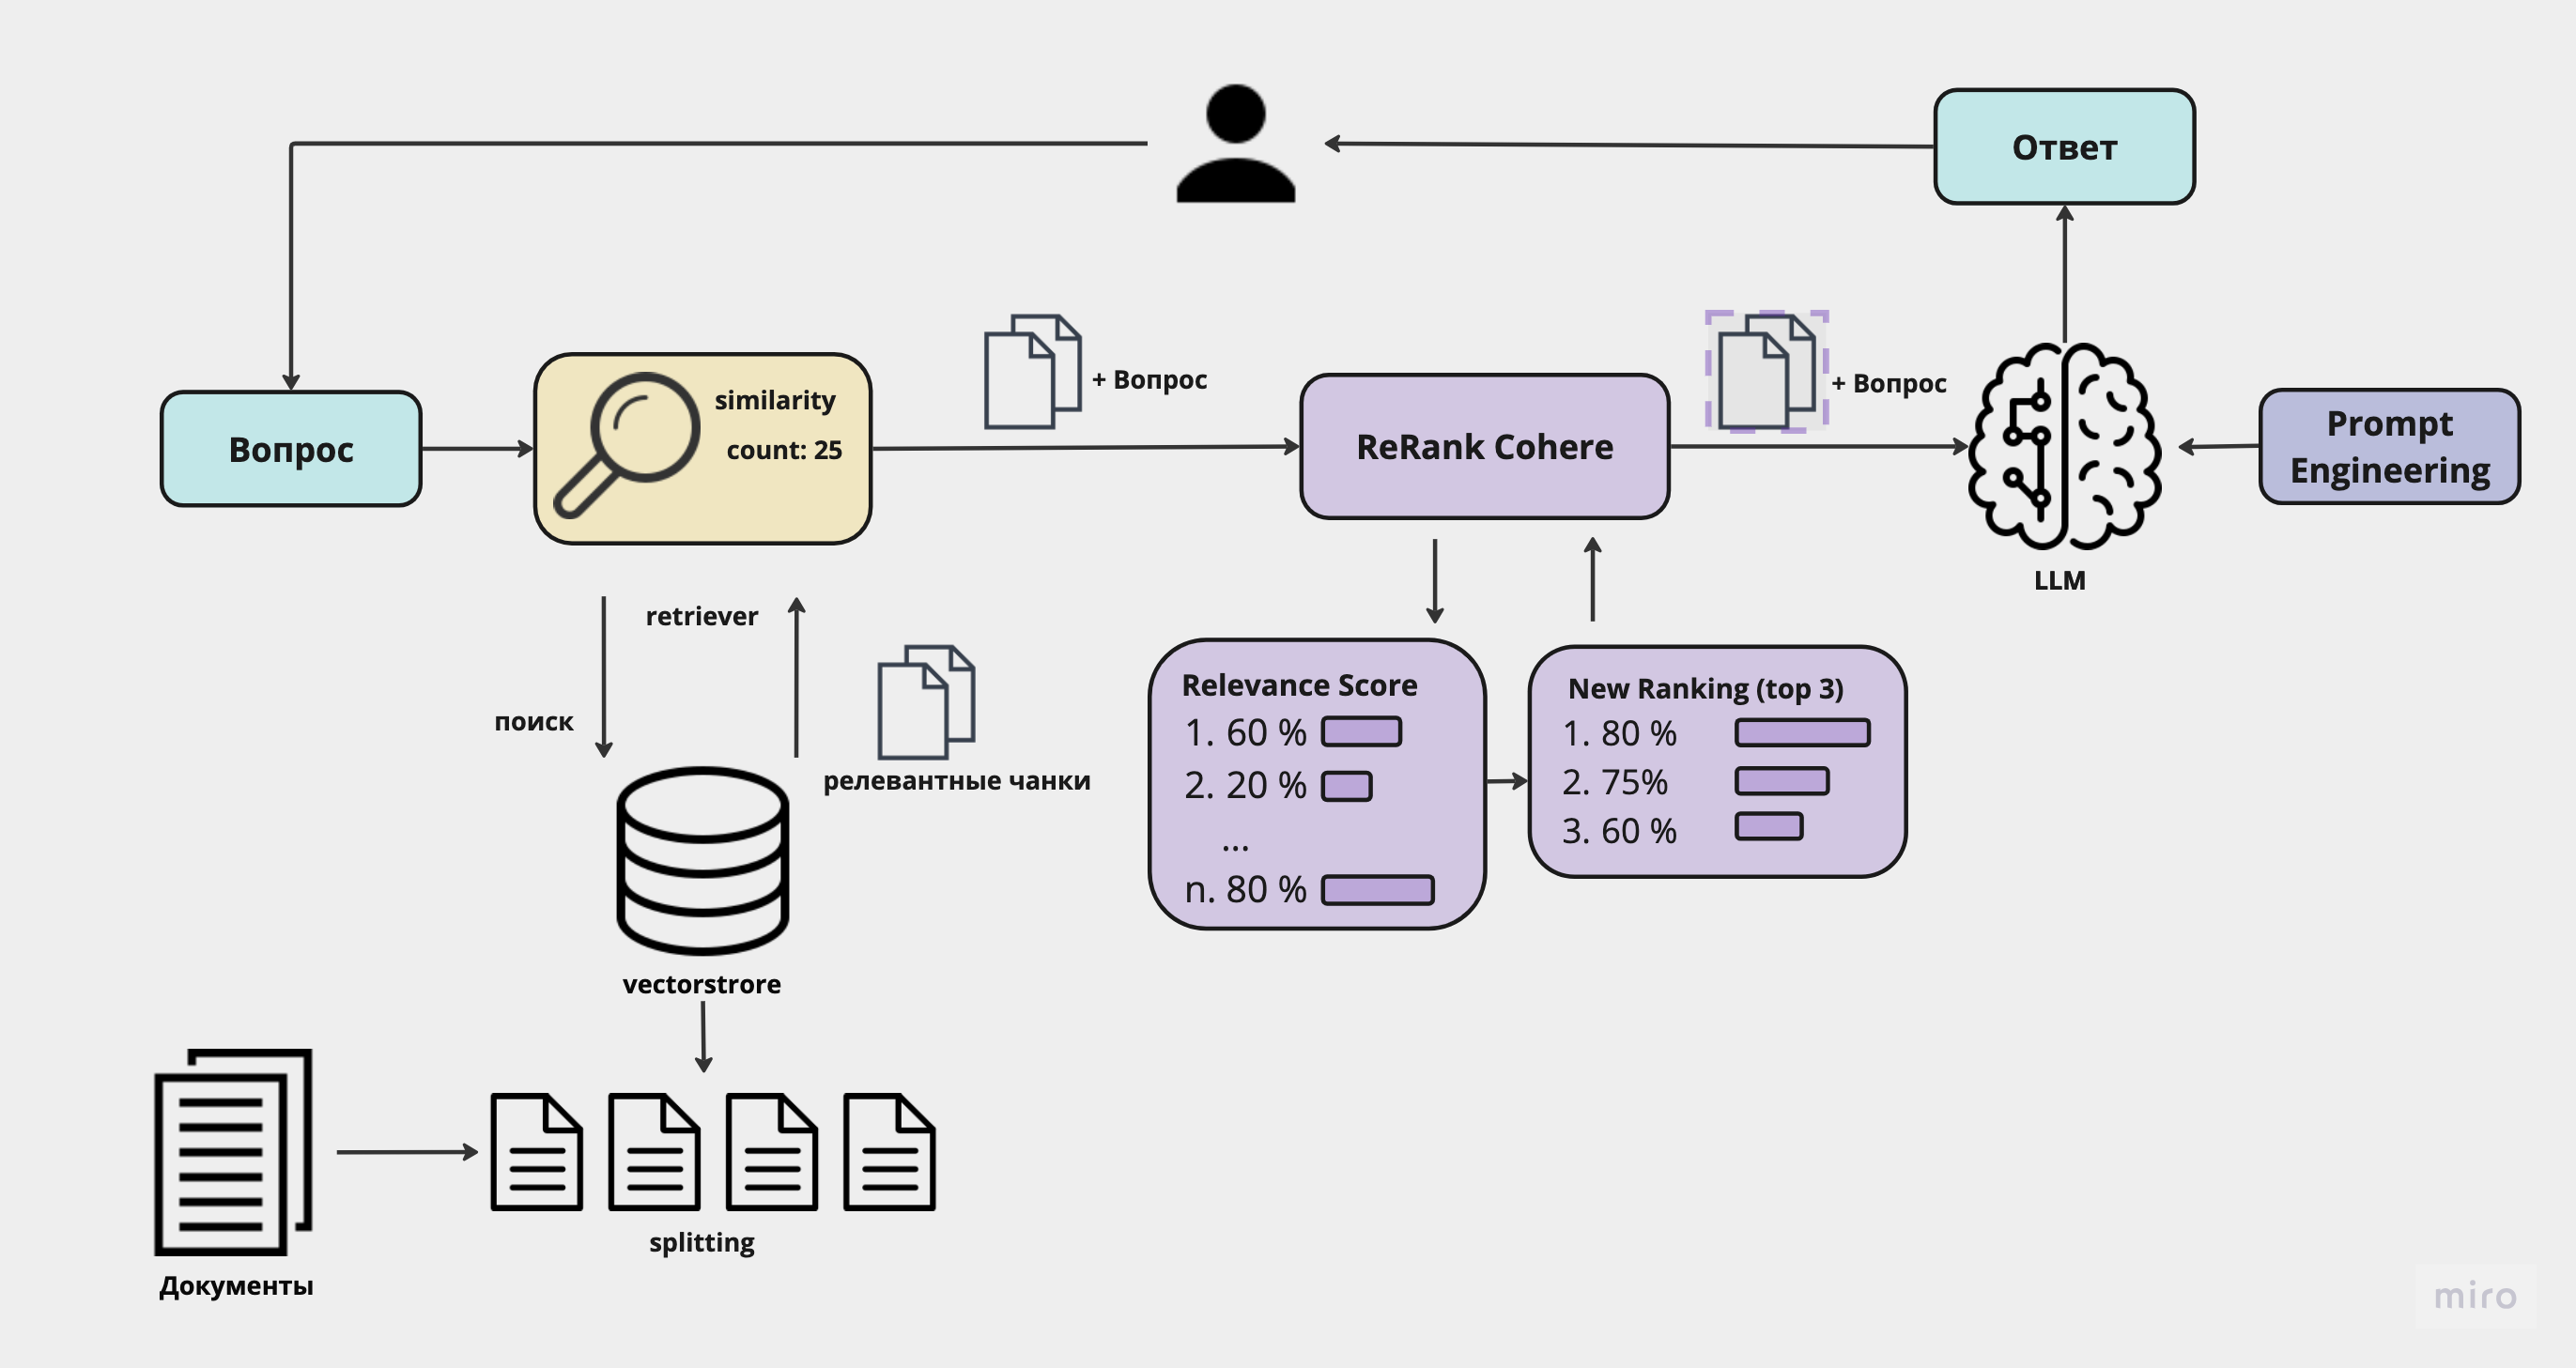 Ответ
Вопрос
similarity
count: 25
+ Вопрос
ReRank Cohere
+ Вопрос
LLM
Prompt
Engineering
retriever
поиск
релевантные чанки
vectorstrore
Relevance Score
1. 60 %
2. 20 %
...
n. 80 %
New Ranking (top 3)
1. 80 %
2. 75%
3. 60 %
splitting
Документы
miro